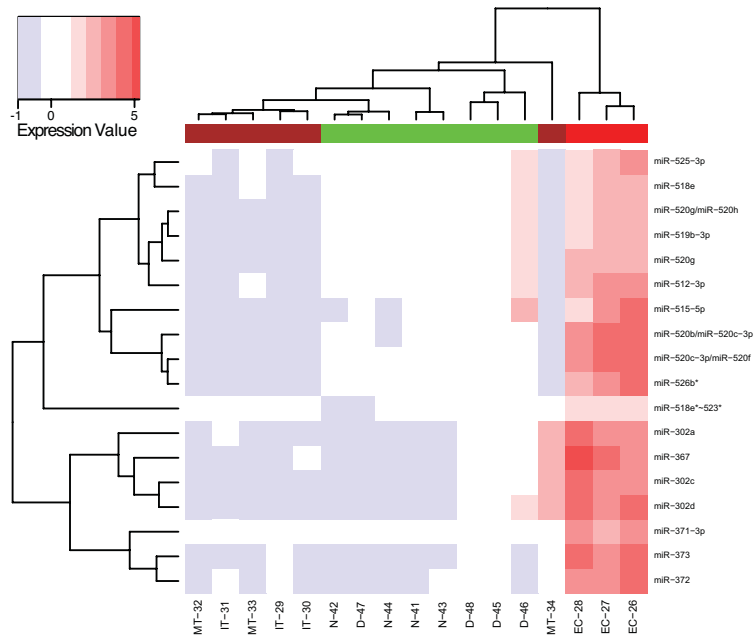 -1 0 5
Expression Value
miR-525-3p
miR-518e
miR-520g/miR-520h
miR-519b-3p
miR-520g
miR-512-3p
miR-515-5p
miR-520b/miR-520c-3p
miR-520c-3p/miR-520f
miR-526b*
miR-518e*~523*
miR-302a
miR-367
miR-302c
miR-302d
miR-371-3p
miR-373
miR-372
MT-32
IT-31
MT-33
IT-29
IT-30
N-42
D-47
N-44
N-41
N-43
D-48
D-45
D-46
MT-34
EC-28
EC-27
EC-26